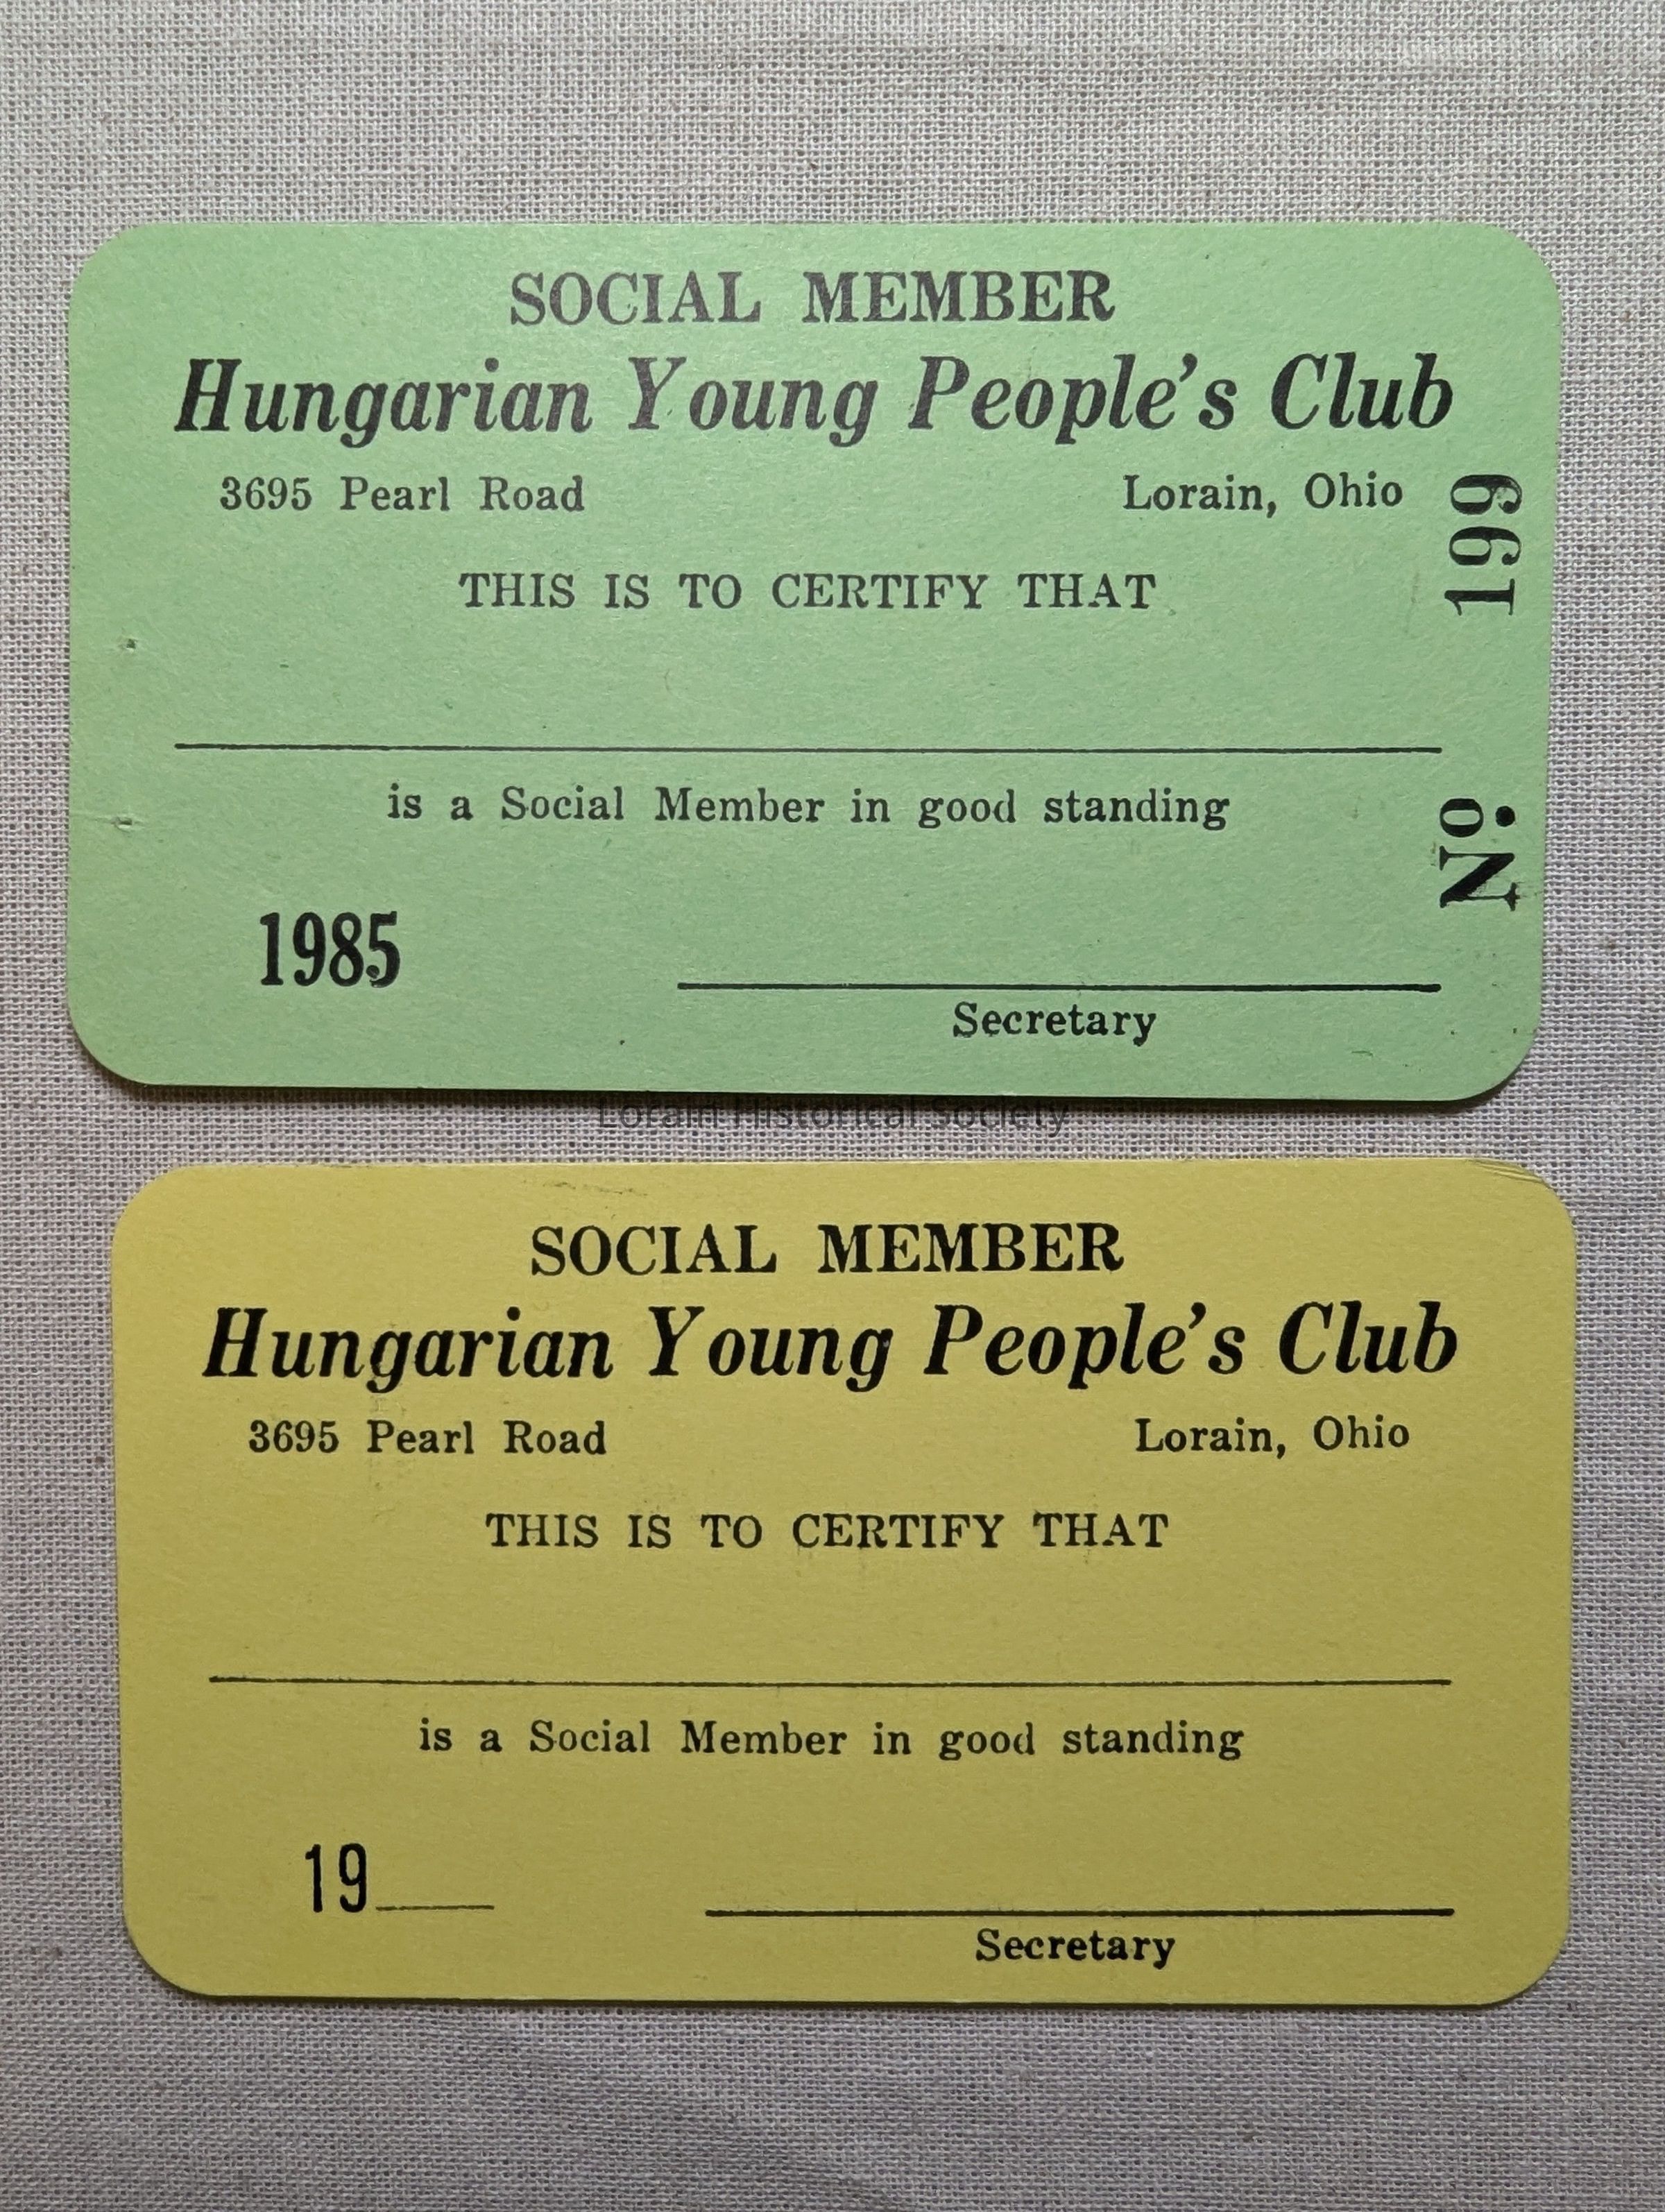 SOCIAL MEMBER
Hungarian Young People's Club
3695 Pearl Road Lorain, Ohio
THIS IS TO CERTIFY THAT
is a Social Member in good standing
1985
Secretary
No. 199
Lorain Historical Society
SOCIAL MEMBER
Hungarian Young People's Club
3695 Pearl Road Lorain, Ohio
THIS IS TO CERTIFY THAT
is a Social Member in good standing
19___
Secretary